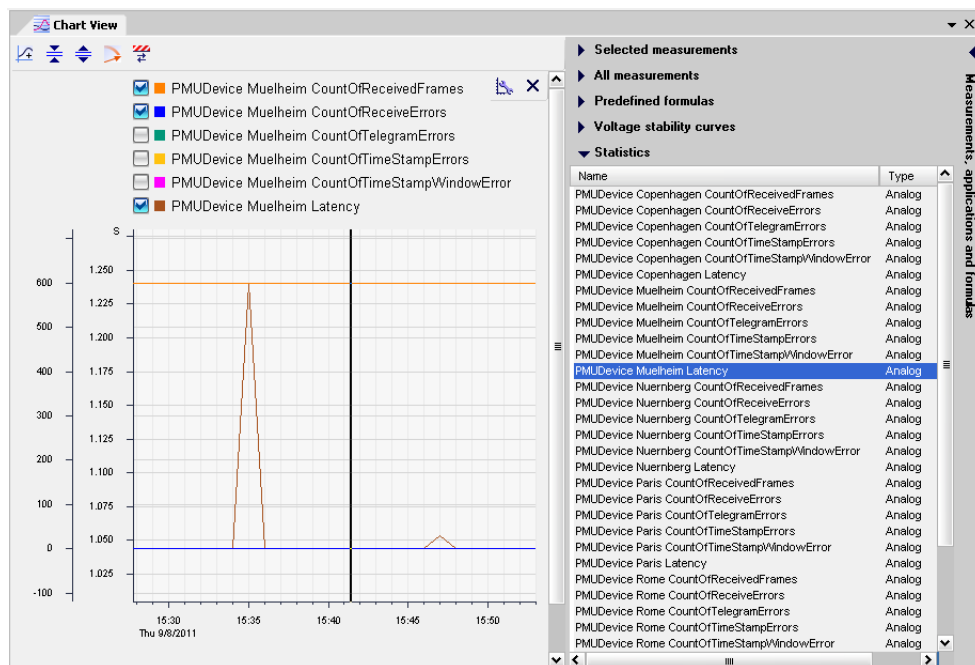 Chart View
PMUDevice Muelheim CountOfReceivedFrames
PMUDevice Muelheim CountOfReceiveErrors
PMUDevice Muelheim CountOfTelegramErrors
PMUDevice Muelheim CountOfTimeStampErrors
PMUDevice Muelheim CountOfTimeStampWindowError
PMUDevice Muelheim Latency
S
600
500
400
300
200
100
0
-100
1.250
1.225
1.200
1.175
1.150
1.125
1.100
1.075
1.050
1.025
15:30 15:35 15:40 15:45 15:50
Thu 9/8/2011
Selected measurements
All measurements
Predefined formulas
Voltage stability curves
Statistics
Name Type
PMUDevice Copenhagen CountOfReceivedFrames Analog
PMUDevice Copenhagen CountOfReceiveErrors Analog
PMUDevice Copenhagen CountOfTelegramErrors Analog
PMUDevice Copenhagen CountOfTimeStampErrors Analog
PMUDevice Copenhagen CountOfTimeStampWindowError Analog
PMUDevice Copenhagen Latency Analog
PMUDevice Muelheim CountOfReceivedFrames Analog
PMUDevice Muelheim CountOfReceiveErrors Analog
PMUDevice Muelheim CountOfTelegramErrors Analog
PMUDevice Muelheim CountOfTimeStampErrors Analog
PMUDevice Muelheim CountOfTimeStampWindowError Analog
PMUDevice Muelheim Latency Analog
PMUDevice Nuernberg CountOfReceivedFrames Analog
PMUDevice Nuernberg CountOfReceiveErrors Analog
PMUDevice Nuernberg CountOfTelegramErrors Analog
PMUDevice Nuernberg CountOfTimeStampErrors Analog
PMUDevice Nuernberg CountOfTimeStampWindowError Analog
PMUDevice Nuernberg Latency Analog
PMUDevice Paris CountOfReceivedFrames Analog
PMUDevice Paris CountOfReceiveErrors Analog
PMUDevice Paris CountOfTelegramErrors Analog
PMUDevice Paris CountOfTimeStampErrors Analog
PMUDevice Paris CountOfTimeStampWindowError Analog
PMUDevice Paris Latency Analog
PMUDevice Rome CountOfReceivedFrames Analog
PMUDevice Rome CountOfReceiveErrors Analog
PMUDevice Rome CountOfTelegramErrors Analog
PMUDevice Rome CountOfTimeStampErrors Analog
PMUDevice Rome CountOfTimeStampWindowError Analog
Measurements, applications and formulas